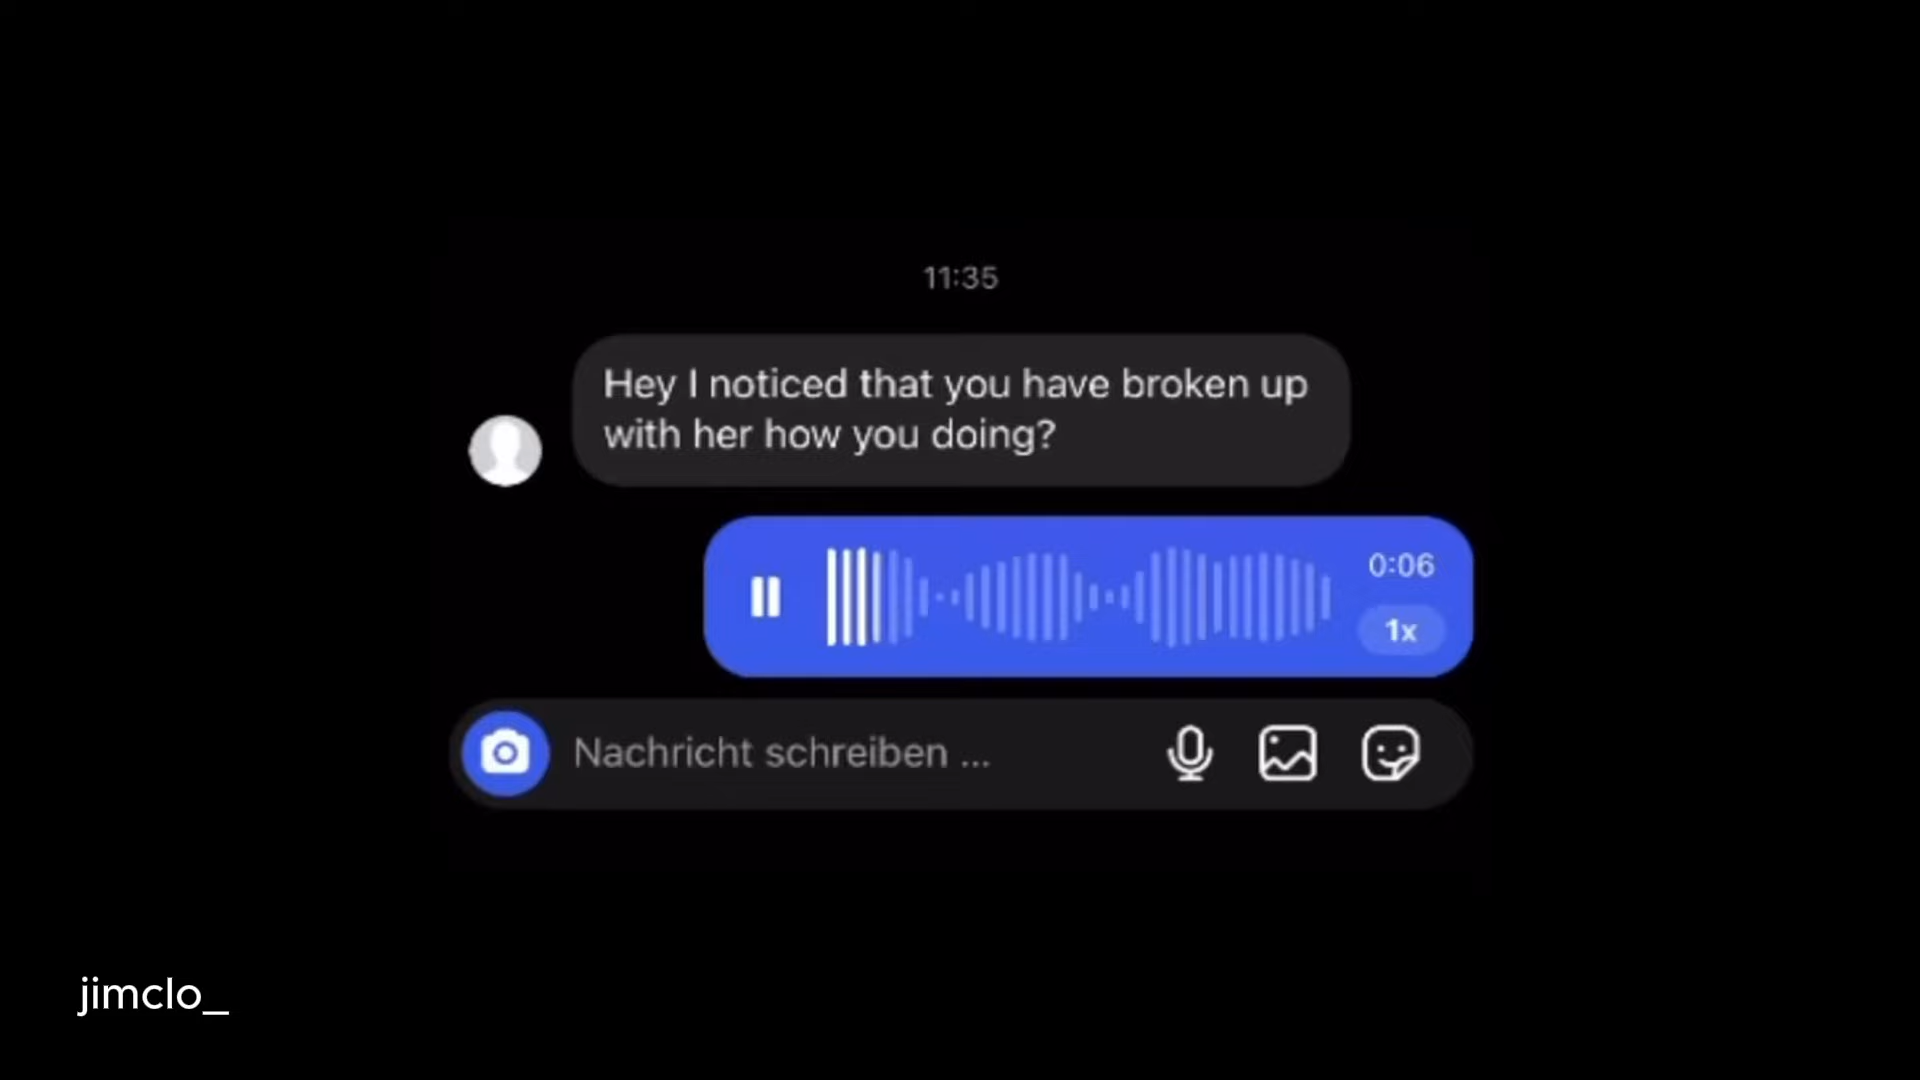 11:35
Hey I noticed that you have broken up
with her how you doing?
0:06
1x
Nachricht schreiben ...
jimclo_